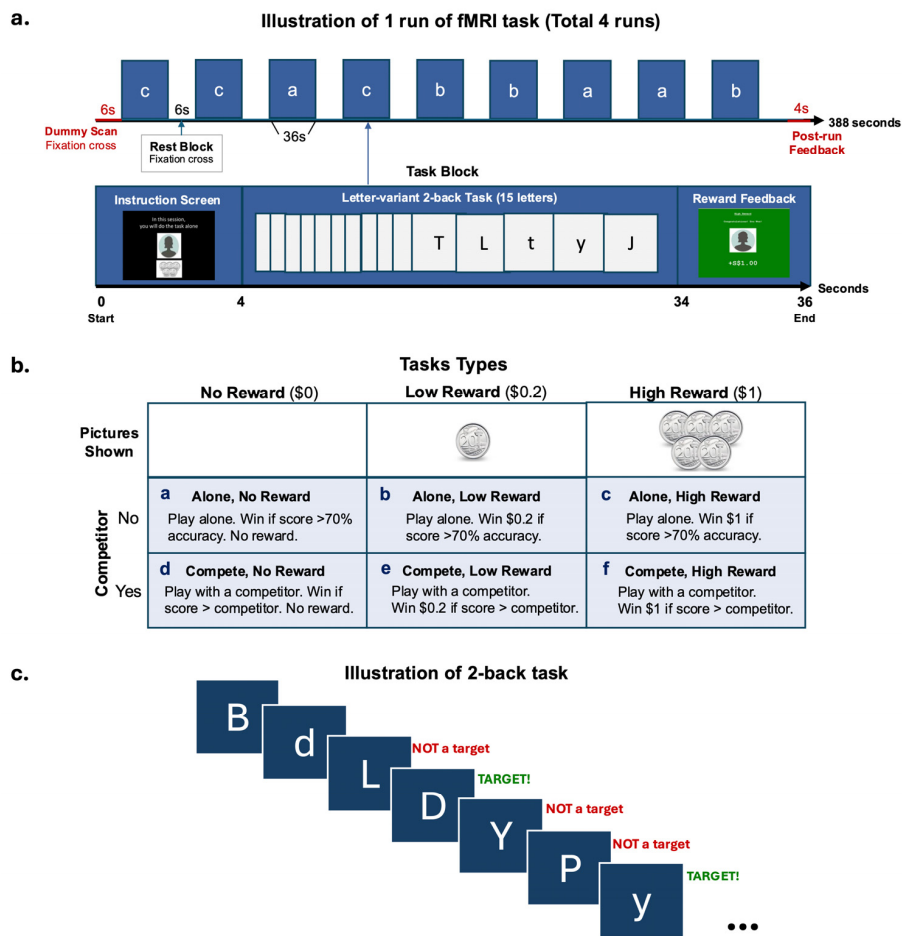 a.
Illustration of 1 run of fMRI task (Total 4 runs)
c c a c b b a a b
6s 6s 4s
36s
388 seconds
Dummy Scan
Fixation cross
Rest Block
Fixation cross
Post-run
Feedback
Task Block
Instruction Screen
Letter-variant 2-back Task (15 letters)
Reward Feedback
In this session,
you will do the task alone
T L t y J
+S$1.00
Seconds
0 4 34 36
Start End
b.
Tasks Types
No Reward ($0) Low Reward ($0.2) High Reward ($1)
Pictures
Shown
20 20 20 20 20 20
Competitor
No
a Alone, No Reward
Play alone. Win if score >70%
accuracy. No reward.
b Alone, Low Reward
Play alone. Win $0.2 if
score >70% accuracy.
c Alone, High Reward
Play alone. Win $1 if
score >70% accuracy.
Yes
d Compete, No Reward
Play with a competitor. Win if
score > competitor. No reward.
e Compete, Low Reward
Play with a competitor.
Win $0.2 if score > competitor.
f Compete, High Reward
Play with a competitor.
Win $1 if score > competitor.
c.
Illustration of 2-back task
B
d
L NOT a target
D TARGET!
Y NOT a target
P NOT a target
y TARGET!
...